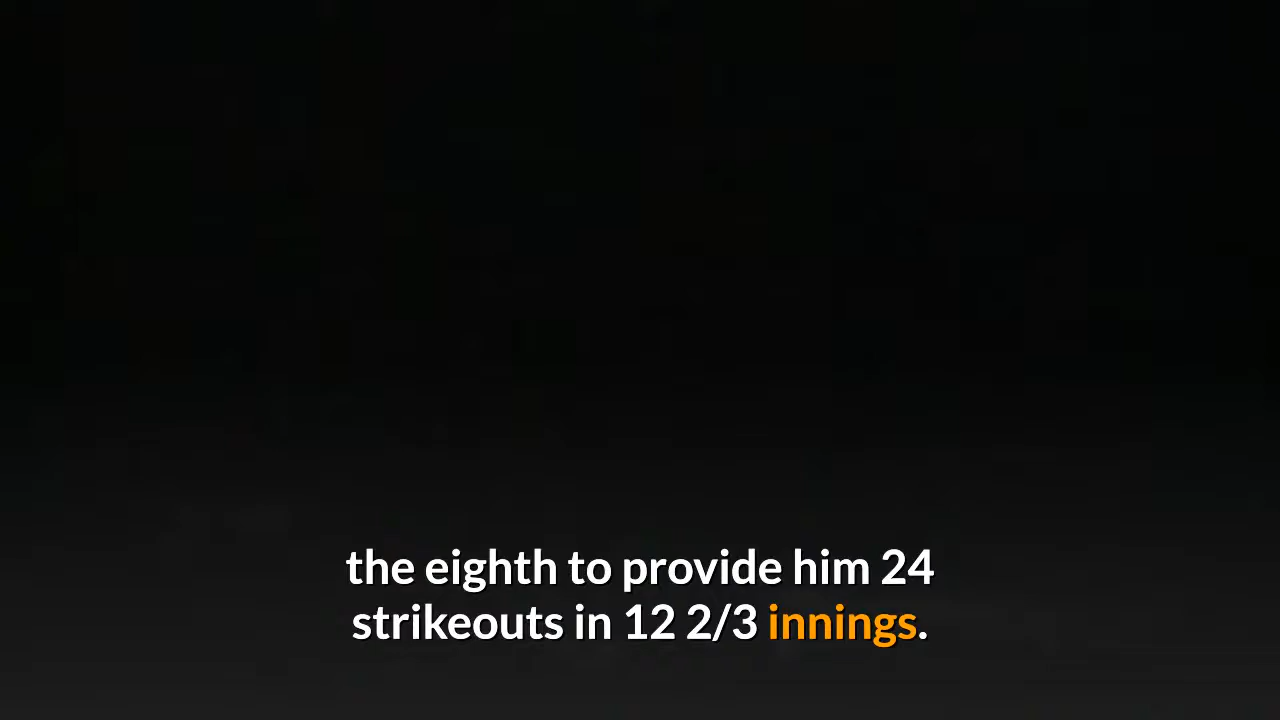 the eighth to provide him 24
strikeouts in 12 2/3 innings.